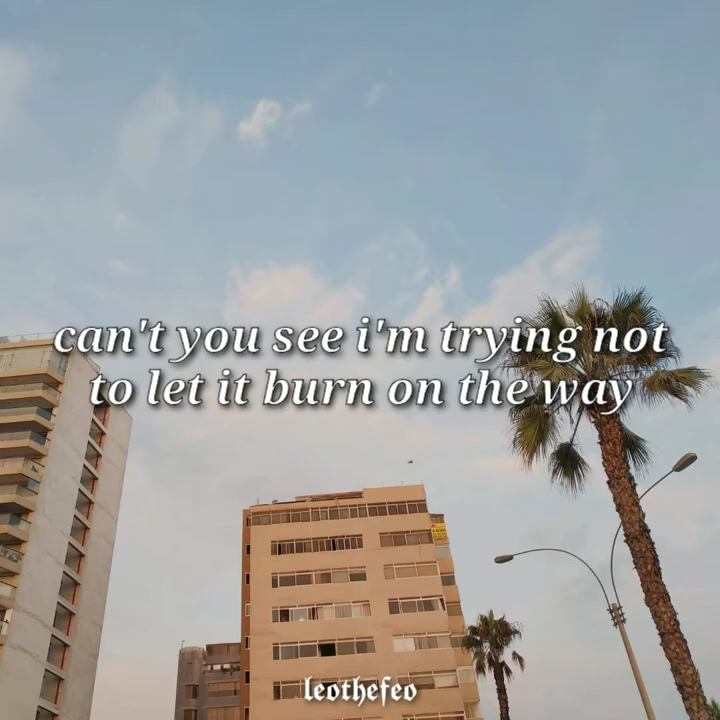 can't you see i'm trying not
to let it burn on the way
leothefeo